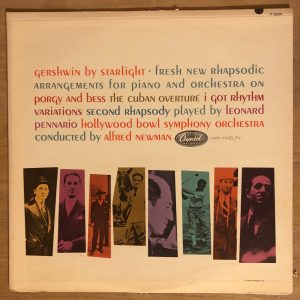 gershwin by starlight · fresh new rhapsodic
arrangements for piano and orchestra on
porgy and bess the cuban overture i got rhythm
variations second rhapsody played by leonard
pennario hollywood bowl symphony orchestra
conducted by alfred newman Capitol HIGH FIDELITY